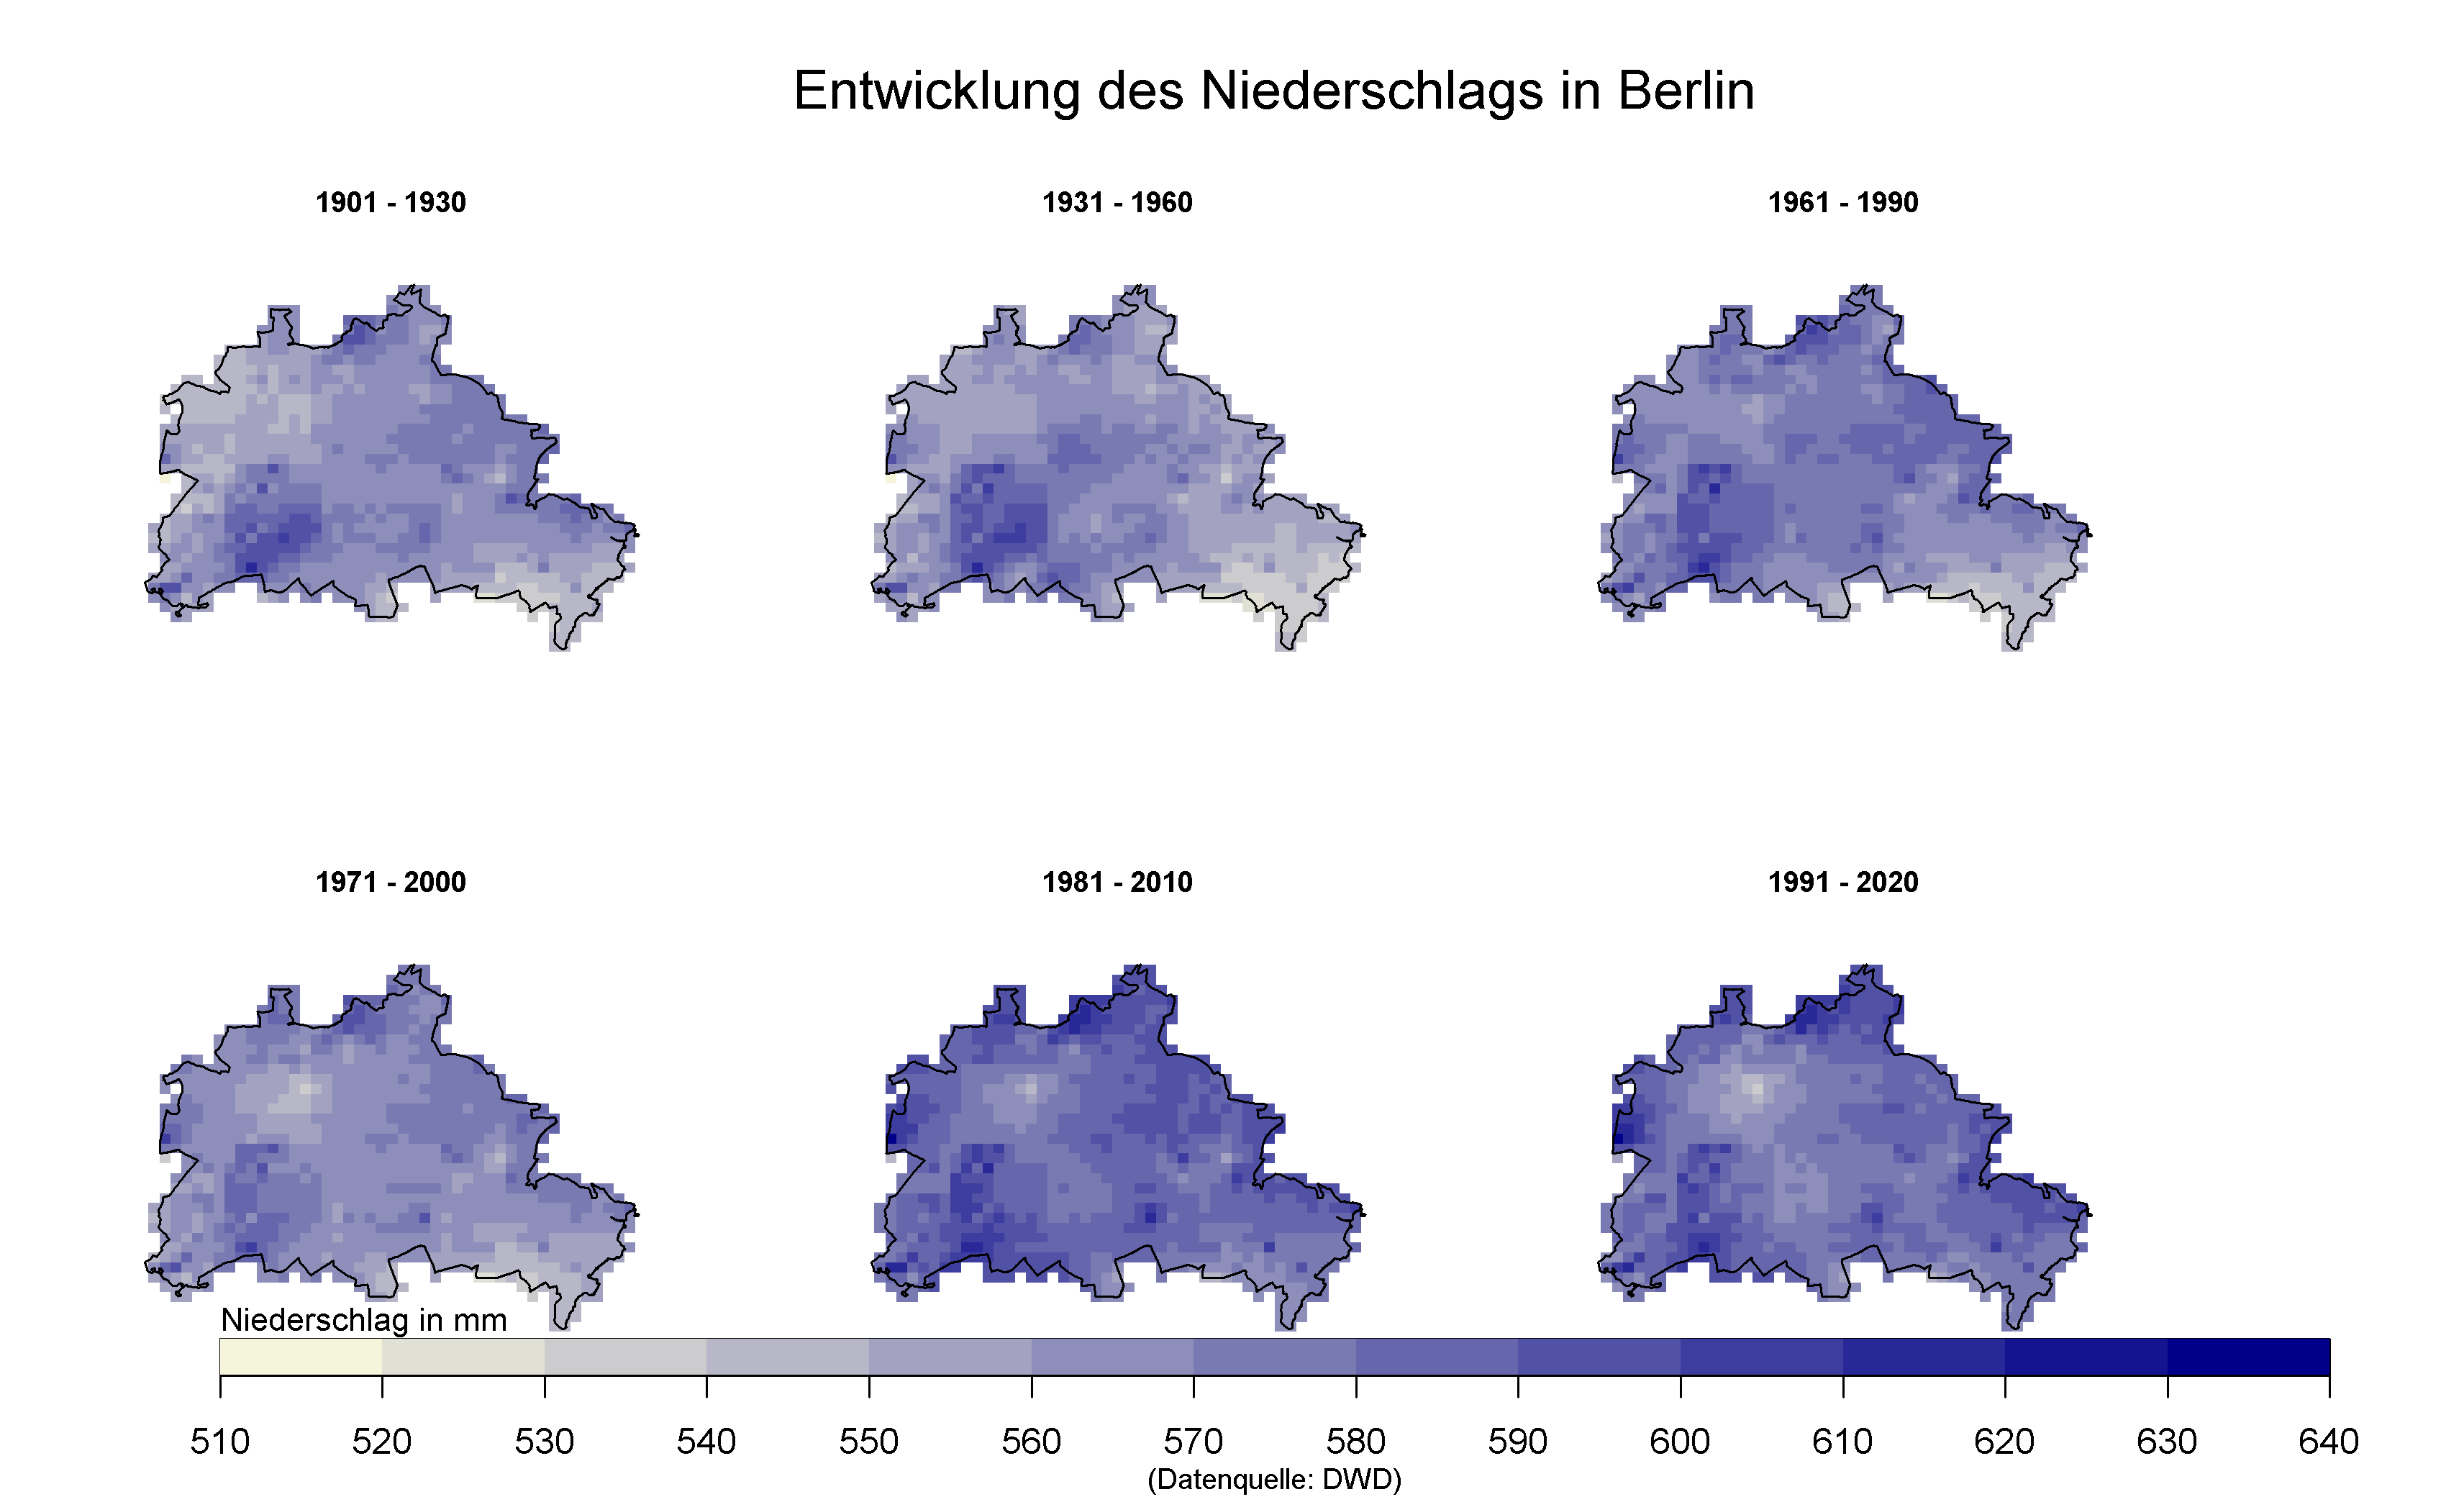 Entwicklung des Niederschlags in Berlin
1901 - 1930
1931 - 1960
1961 - 1990
1971 - 2000
1981 - 2010
1991 - 2020
Niederschlag in mm
510 520 530 540 550 560 570 580 590 600 610 620 630 640
(Datenquelle: DWD)